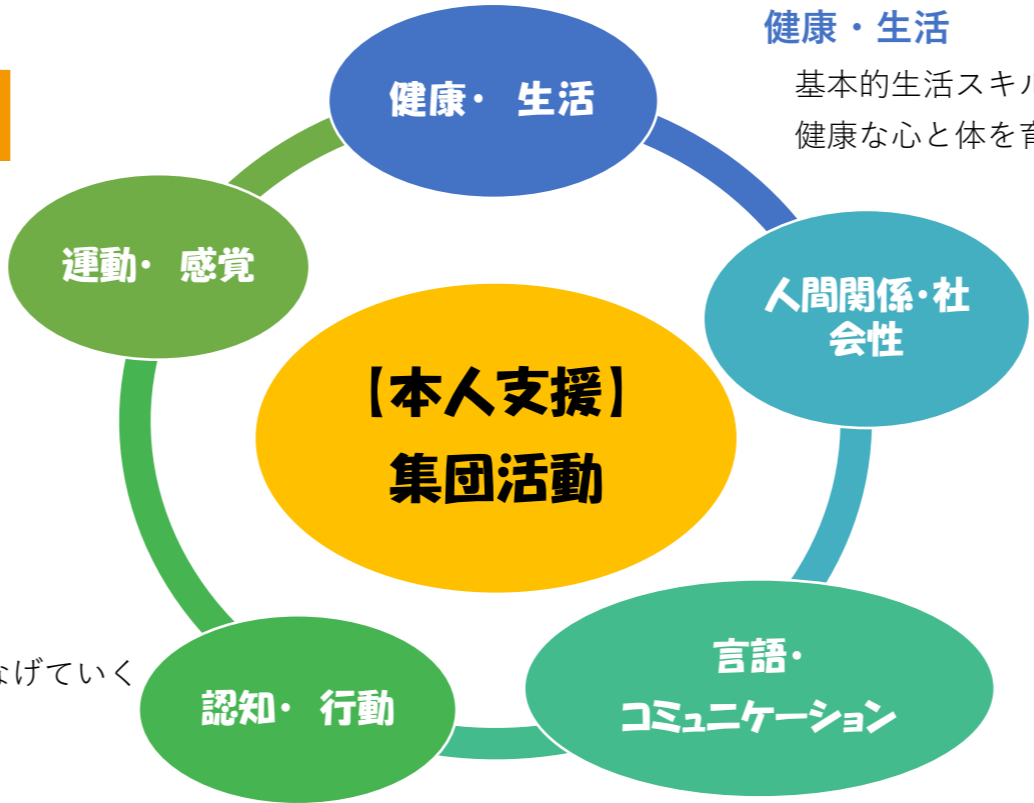 健康・生活
基本的生活スキル
健康な心と体を育
健康・ 生活
運動・ 感覚
人間関係・社
会性
【本人支援】
集団活動
言語・
コミュニケーション
認知・ 行動
なげていく